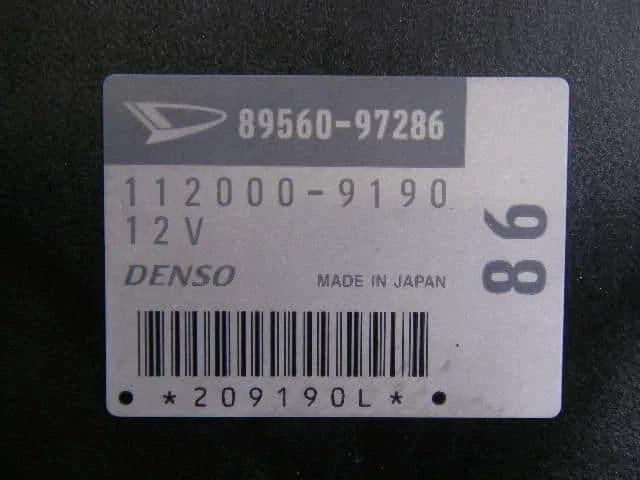 89560-97286
112000-9190
12V
DENSO MADE IN JAPAN
*209190L*
86